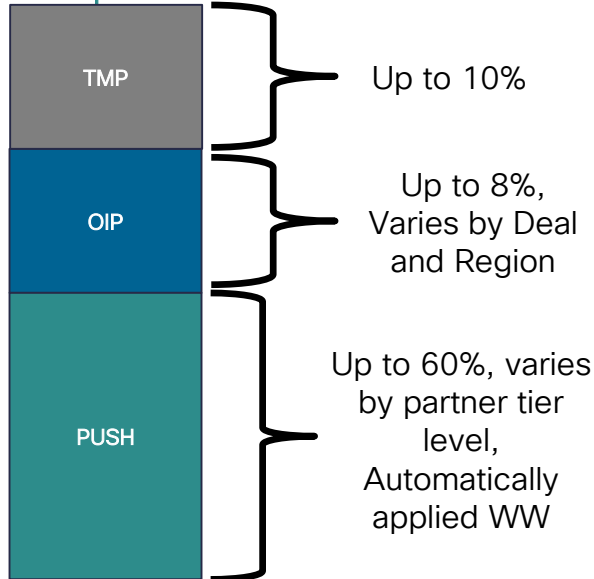 TMP
Up to 10%
OIP
Up to 8%,
Varies by Deal
and Region
PUSH
Up to 60%, varies
by partner tier
level,
Automatically
applied WW